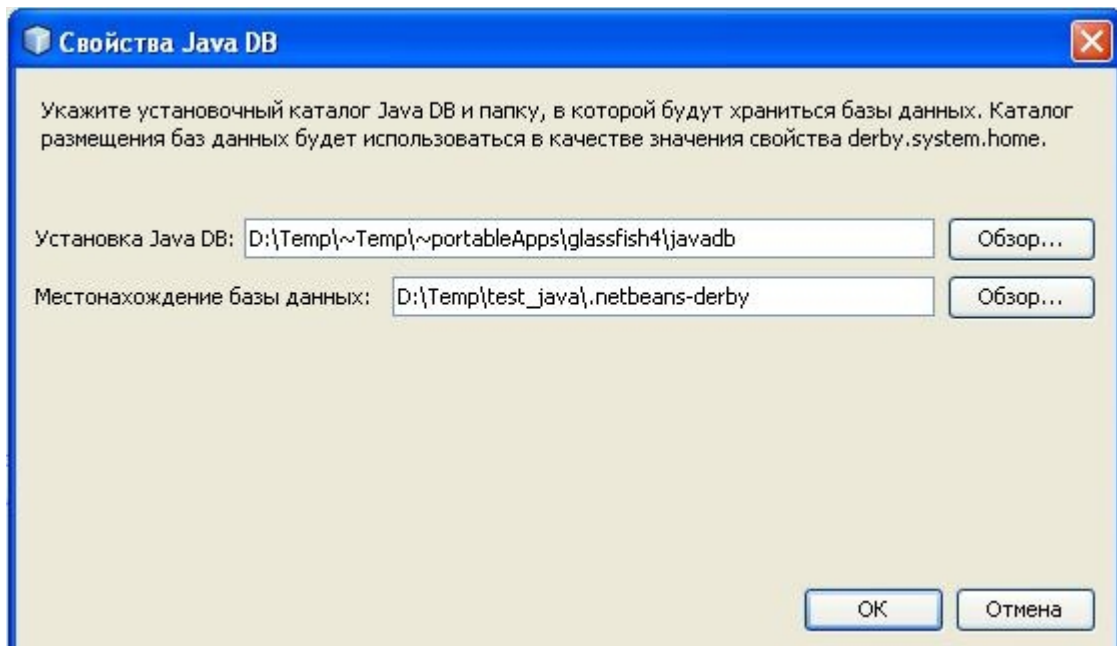 Свойства Java DB
Укажите установочный каталог Java DB и папку, в которой будут храниться базы данных. Каталог
размещения баз данных будет использоваться в качестве значения свойства derby.system.home.
Установка Java DB: D:\Temp\~Temp\~portableApps\glassfish4\javadb Обзор...
Местонахождение базы данных: D:\Temp\test_java\.netbeans-derby Обзор...
OK Отмена